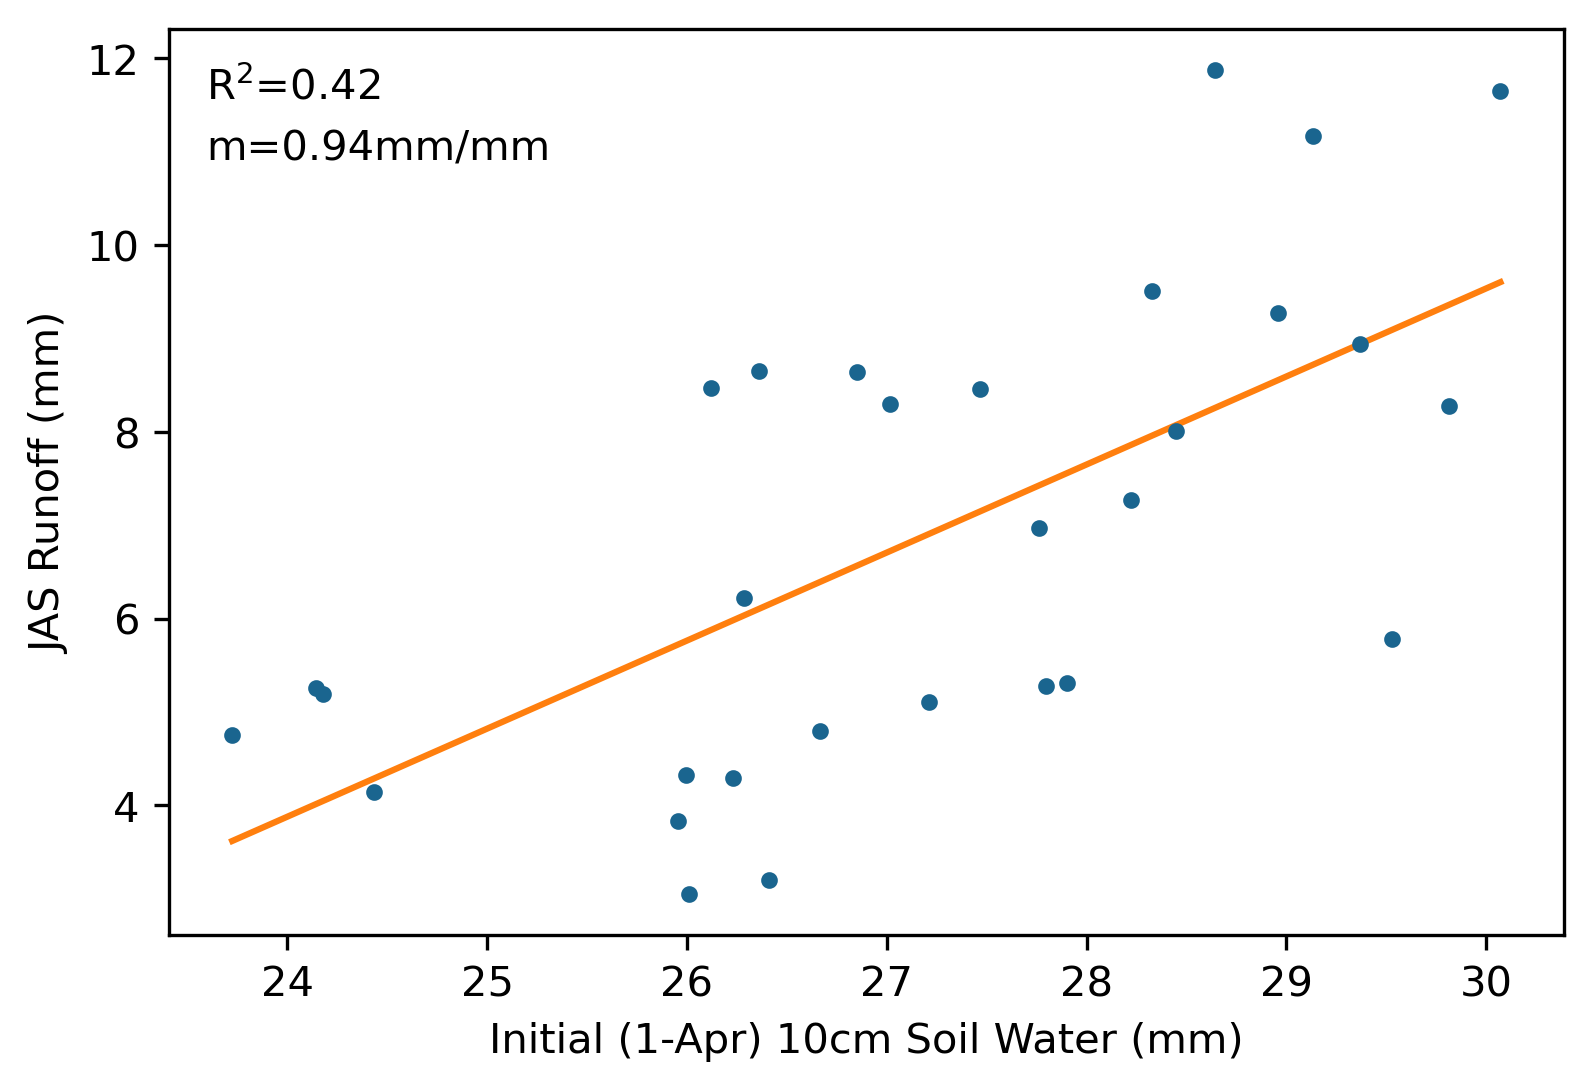 R²=0.42
m=0.94mm/mm
12
10
8
6
4
JAS Runoff (mm)
24 25 26 27 28 29 30
Initial (1-Apr) 10cm Soil Water (mm)